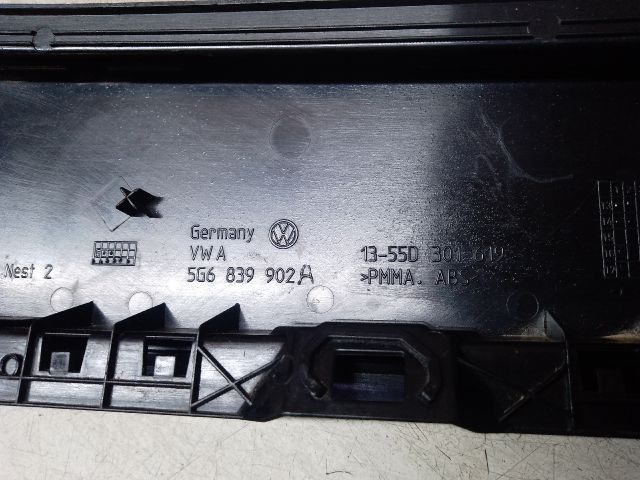 Germany
VW A
5G6 839 902 A
Nest 2
13-55D 301 619
>PMMA. ABS